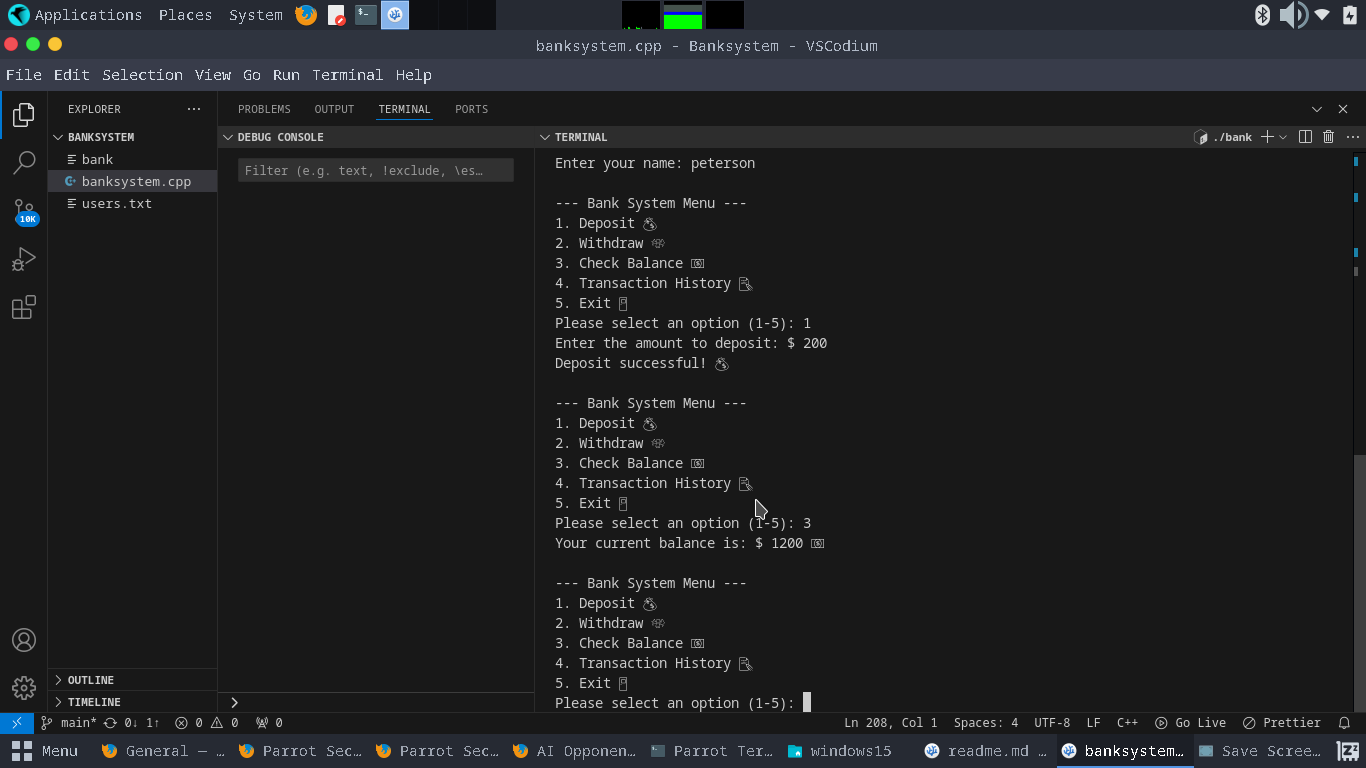 Applications Places System
banksystem.cpp - Banksystem - VSCodium
File Edit Selection View Go Run Terminal Help
EXPLORER ···
BANKSYSTEM
bank
banksystem.cpp
users.txt
10K
OUTLINE
TIMELINE
PROBLEMS OUTPUT TERMINAL PORTS
DEBUG CONSOLE
Filter (e.g. text, !exclude, \es…
TERMINAL
./bank
Enter your name: peterson
--- Bank System Menu ---
1. Deposit 💰
2. Withdraw 💸
3. Check Balance 💵
4. Transaction History 📝
5. Exit 🚪
Please select an option (1-5): 1
Enter the amount to deposit: $ 200
Deposit successful! 💰
--- Bank System Menu ---
1. Deposit 💰
2. Withdraw 💸
3. Check Balance 💵
4. Transaction History 📝
5. Exit 🚪
Please select an option (1-5): 3
Your current balance is: $ 1200 💵
--- Bank System Menu ---
1. Deposit 💰
2. Withdraw 💸
3. Check Balance 💵
4. Transaction History 📝
5. Exit 🚪
Please select an option (1-5):
main* 0↓ 1↑ 0 0 0 Ln 208, Col 1 Spaces: 4 UTF-8 LF C++ Go Live Prettier
Menu General — … Parrot Sec… Parrot Sec… AI Opponen… Parrot Ter… windows15 readme.md … banksystem… Save Scree…